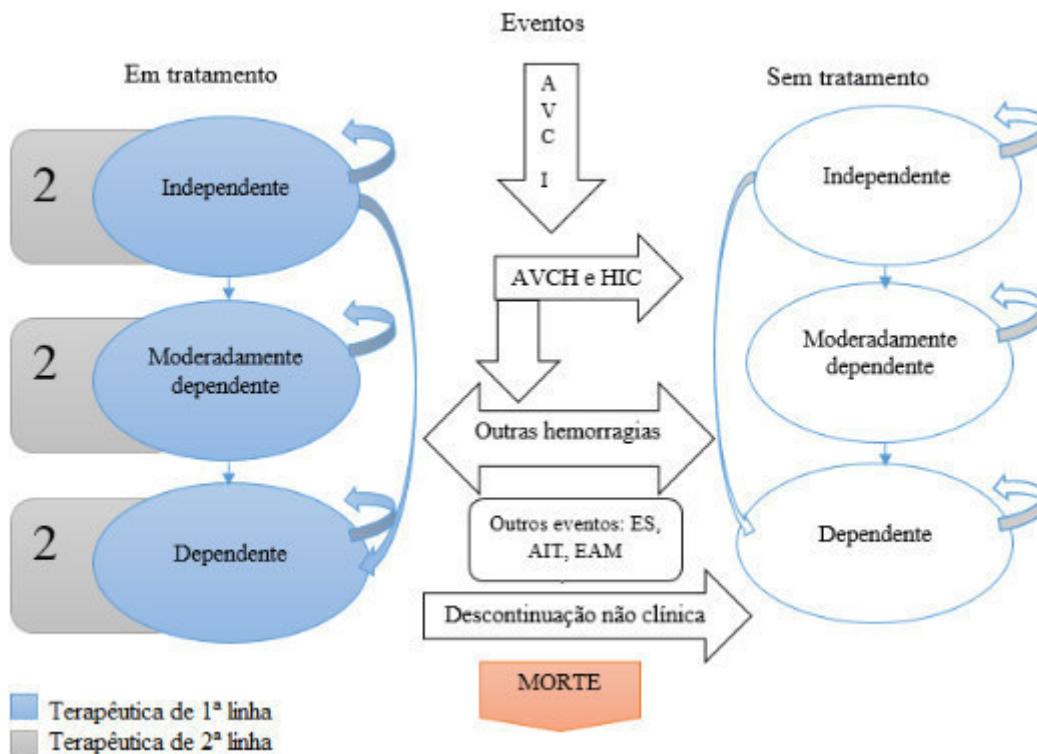 Eventos
Em tratamento
Sem tratamento
A
V
C
I
2
Independente
Independente
AVCH e HIC
2
Moderadamente
dependente
Moderadamente
dependente
Outras hemorragias
2
Dependente
Outros eventos: ES,
AIT, EAM
Dependente
Descontinuação não clínica
MORTE
Terapêutica de 1ª linha
Terapêutica de 2ª linha